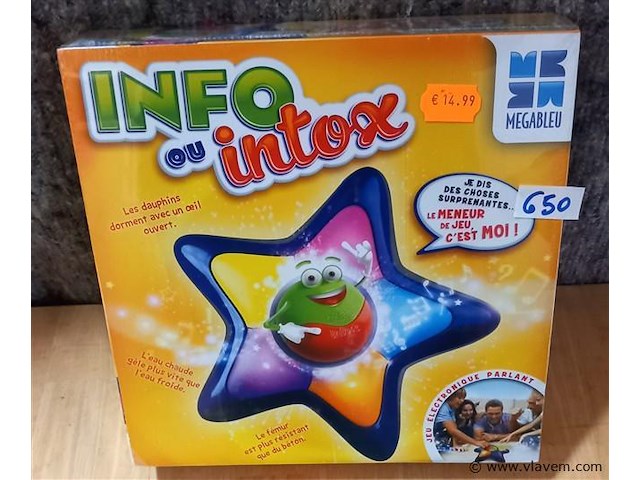 INFO
ou intox
€ 14.99
MEGABLEU
Les dauphins
dorment avec un œil
ouvert.
JE DIS
DES CHOSES
SURPRENANTES..
LE MENEUR
DE JEU,
C'EST MOI !
650
L'eau chaude
gèle plus vite que
l'eau froide.
Le fémur
est plus résistant
que du béton.
JEU ÉLECTRONIQUE PARLANT
© www.vlavem.com